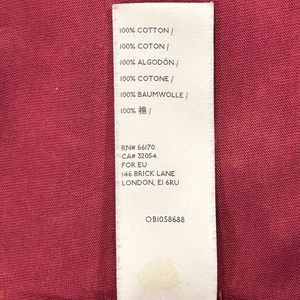 100% COTTON /
100% COTON /
100% ALGODÓN /
100% COTONE /
100% BAUMWOLLE /
100% 棉 /
RN# 66170
CA# 32054
FOR EU
146 BRICK LANE
LONDON, E1 6RU
OB1058688